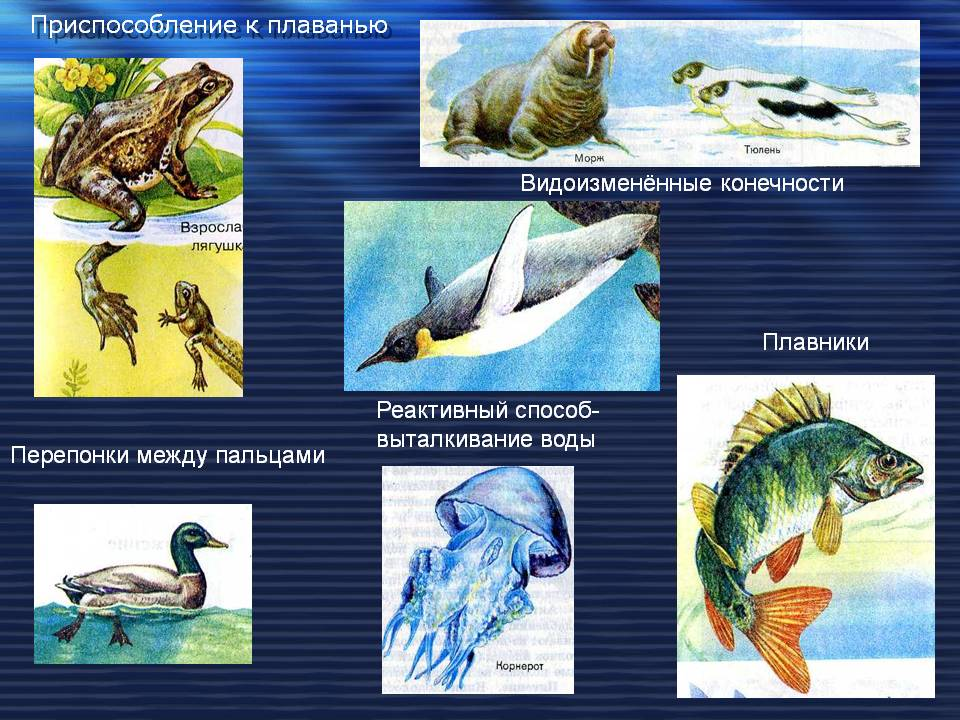 Приспособление к плаванью
Морж
Тюлень
Видоизменённые конечности
Взросла
лягушк
Плавники
Реактивный способ-
выталкивание воды
Перепонки между пальцами
Корнерот